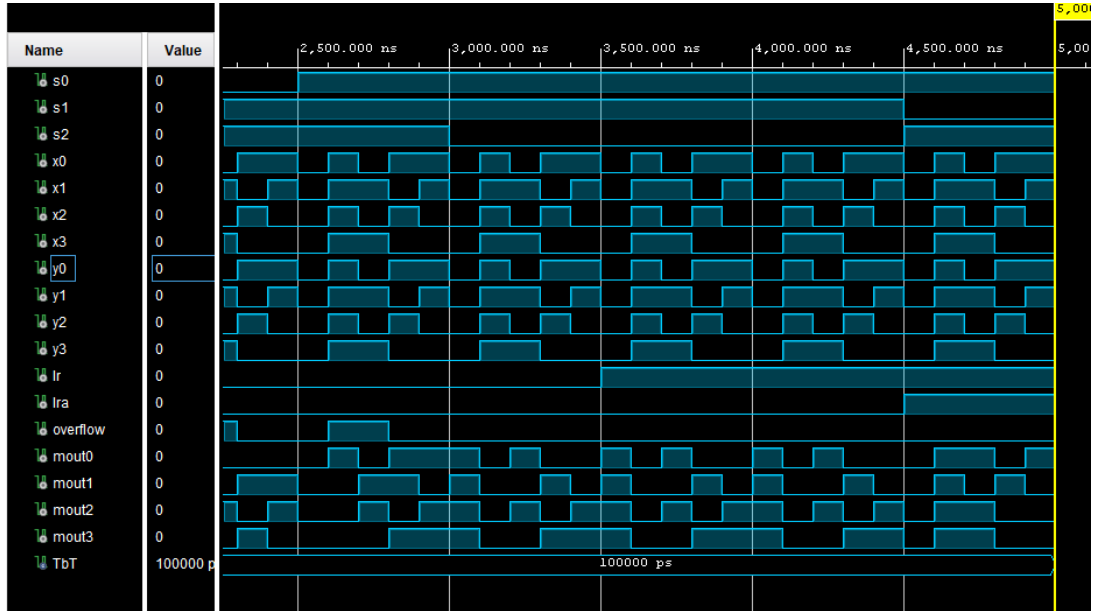 5,00
Name Value 2,500.000 ns 3,000.000 ns 3,500.000 ns 4,000.000 ns 4,500.000 ns 5,00
s0 0
s1 0
s2 0
x0 0
x1 0
x2 0
x3 0
y0 0
y1 0
y2 0
y3 0
lr 0
lra 0
overflow 0
mout0 0
mout1 0
mout2 0
mout3 0
TbT 100000 p 100000 ps